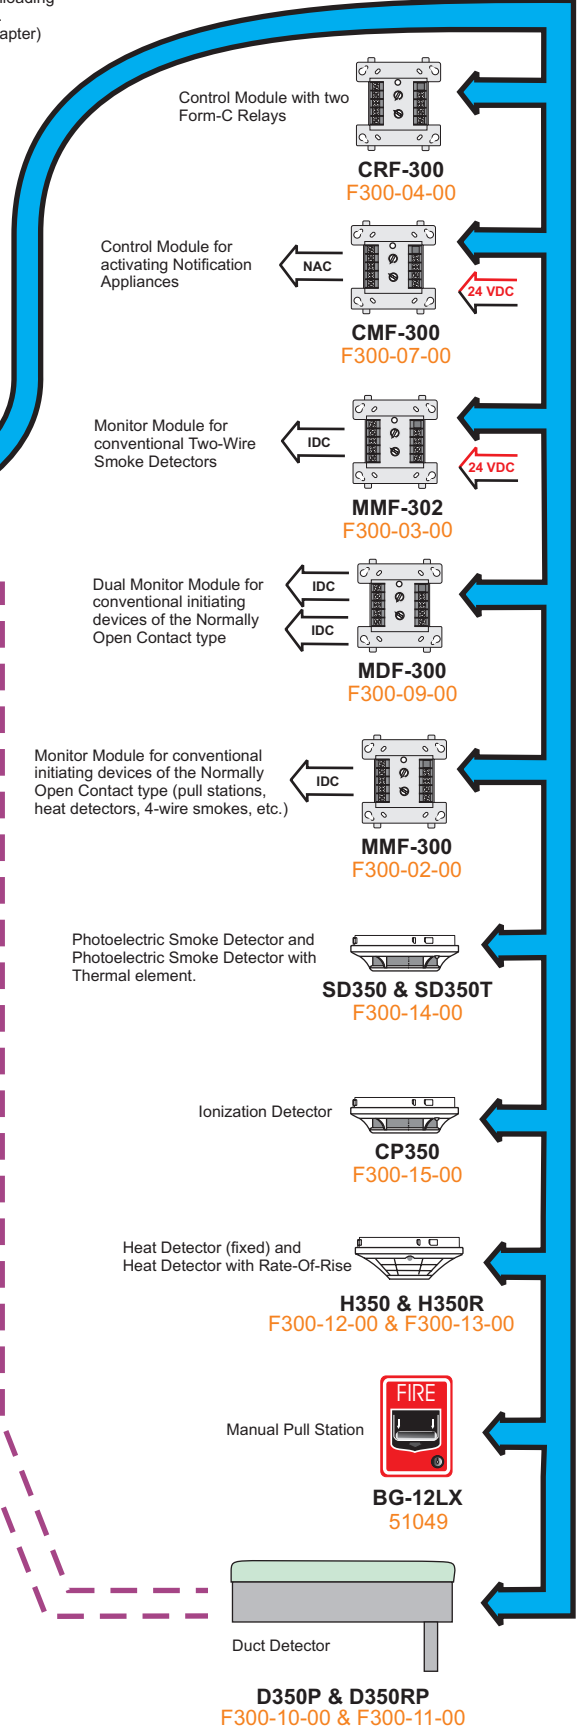 apter)
Control Module with two
Form-C Relays
CRF-300
F300-04-00
Control Module for
activating Notification
Appliances
NAC
24 VDC
CMF-300
F300-07-00
Monitor Module for
conventional Two-Wire
Smoke Detectors
IDC
24 VDC
MMF-302
F300-03-00
Dual Monitor Module for
conventional initiating
devices of the Normally
Open Contact type
IDC
IDC
MDF-300
F300-09-00
Monitor Module for conventional
initiating devices of the Normally
Open Contact type (pull stations,
heat detectors, 4-wire smokes, etc.)
IDC
MMF-300
F300-02-00
Photoelectric Smoke Detector and
Photoelectric Smoke Detector with
Thermal element.
SD350 & SD350T
F300-14-00
Ionization Detector
CP350
F300-15-00
Heat Detector (fixed) and
Heat Detector with Rate-Of-Rise
H350 & H350R
F300-12-00 & F300-13-00
FIRE
Manual Pull Station
BG-12LX
51049
Duct Detector
D350P & D350RP
F300-10-00 & F300-11-00